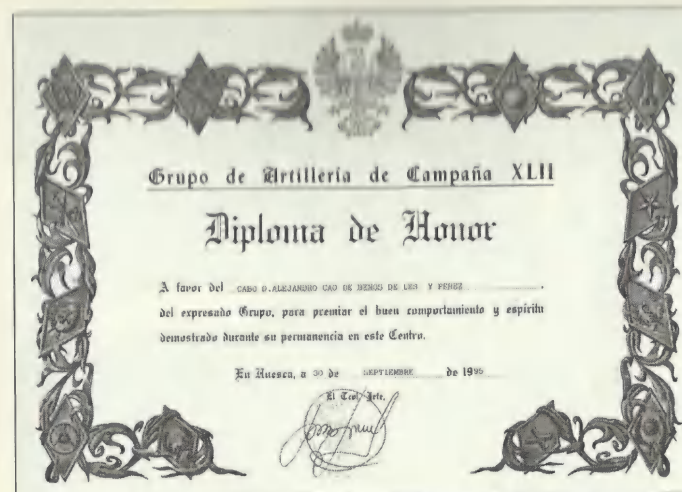 Grupo de Artillería de Campaña XLII
Diploma de Honor
A favor del CABO D.ALEJANDRO CAO DE BENOS DE LES Y PEREZ .
del expresado Grupo, para premiar el buen comportamiento y espíritu
demostrado durante su permanencia en este Centro.
En Huesca, a 30 de SEPTIEMBRE de 1995
El Tcol. Jefe,